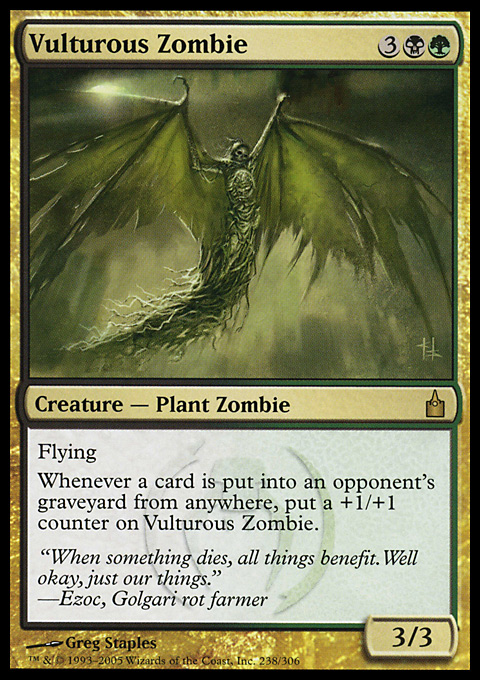 Vulturous Zombie 3
Creature — Plant Zombie
Flying
Whenever a card is put into an opponent's
graveyard from anywhere, put a +1/+1
counter on Vulturous Zombie.
“When something dies, all things benefit. Well
okay, just our things.”
—Ezoc, Golgari rot farmer
Greg Staples
3/3
™ & © 1993–2005 Wizards of the Coast, Inc. 238/306